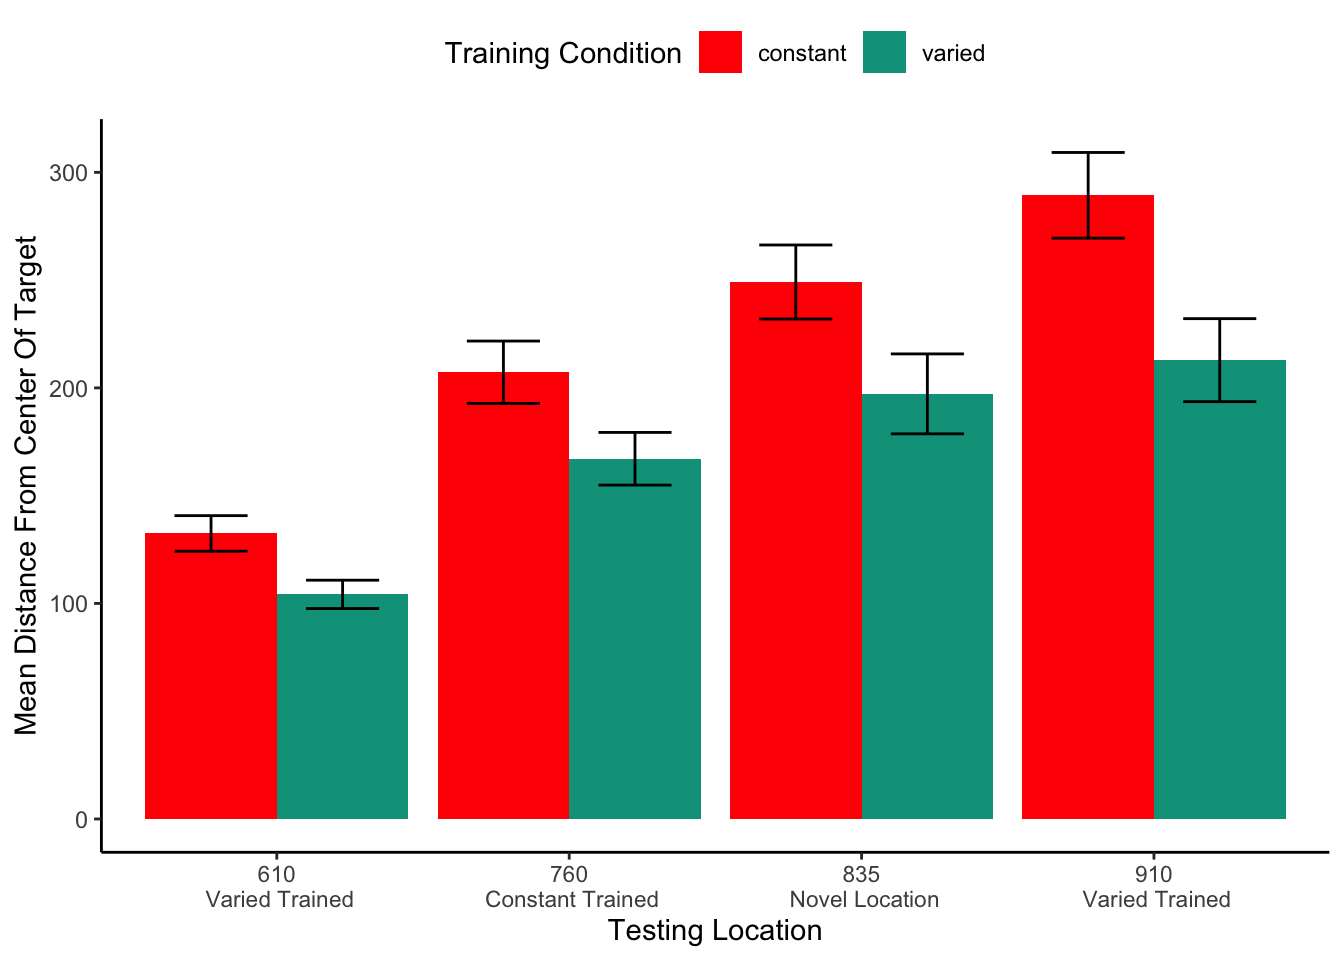 Training Condition constant varied
Mean Distance From Center Of Target
300
200
100
0
610 760 835 910
Varied Trained Constant Trained Novel Location Varied Trained
Testing Location